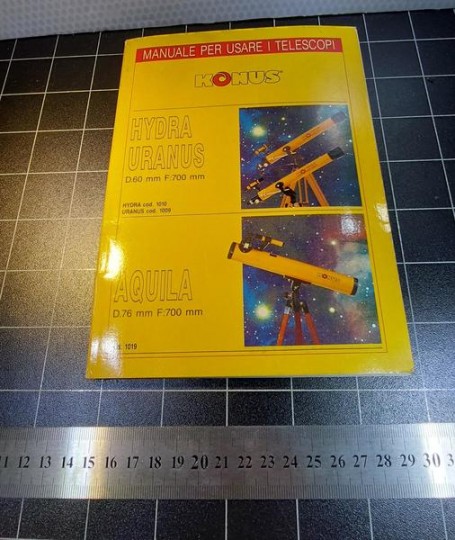 MANUALE PER USARE I TELESCOPI
KONUS
HYDRA
URANUS
D.60 mm F:700 mm
HYDRA cod. 1010
URANUS cod. 1009
AQUILA
D.76 mm F:700 mm
1019
11 12 13 14 15 16 17 18 19 20 21 22 23 24 25 26 27 28 29 30